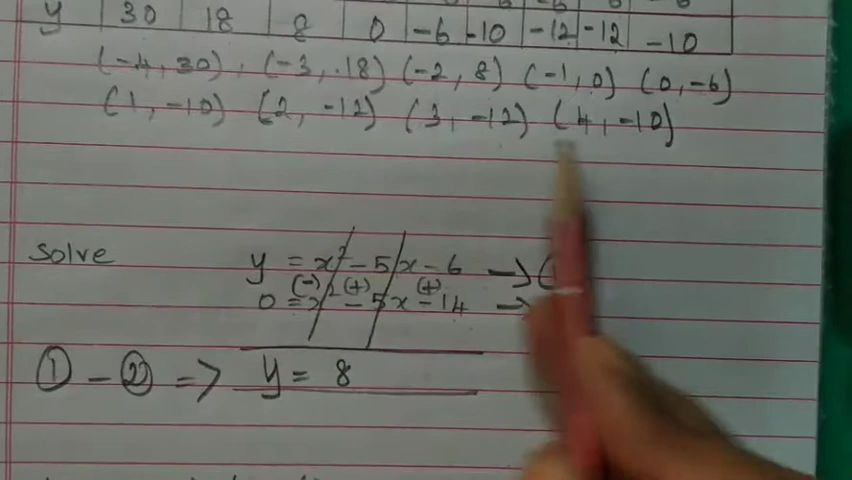 y 30 18 8 0 -6 -10 -12 -12 -10
(-4, 30), (-3, 18) (-2, 8) (-1, 0) (0, -6)
(1, -10) (2, -12) (3, -12) (4, -10)
solve y = x² - 5x - 6 → (
(-) (+) (+)
0 = x² - 5x - 14 →
① - ② ⇒ y = 8